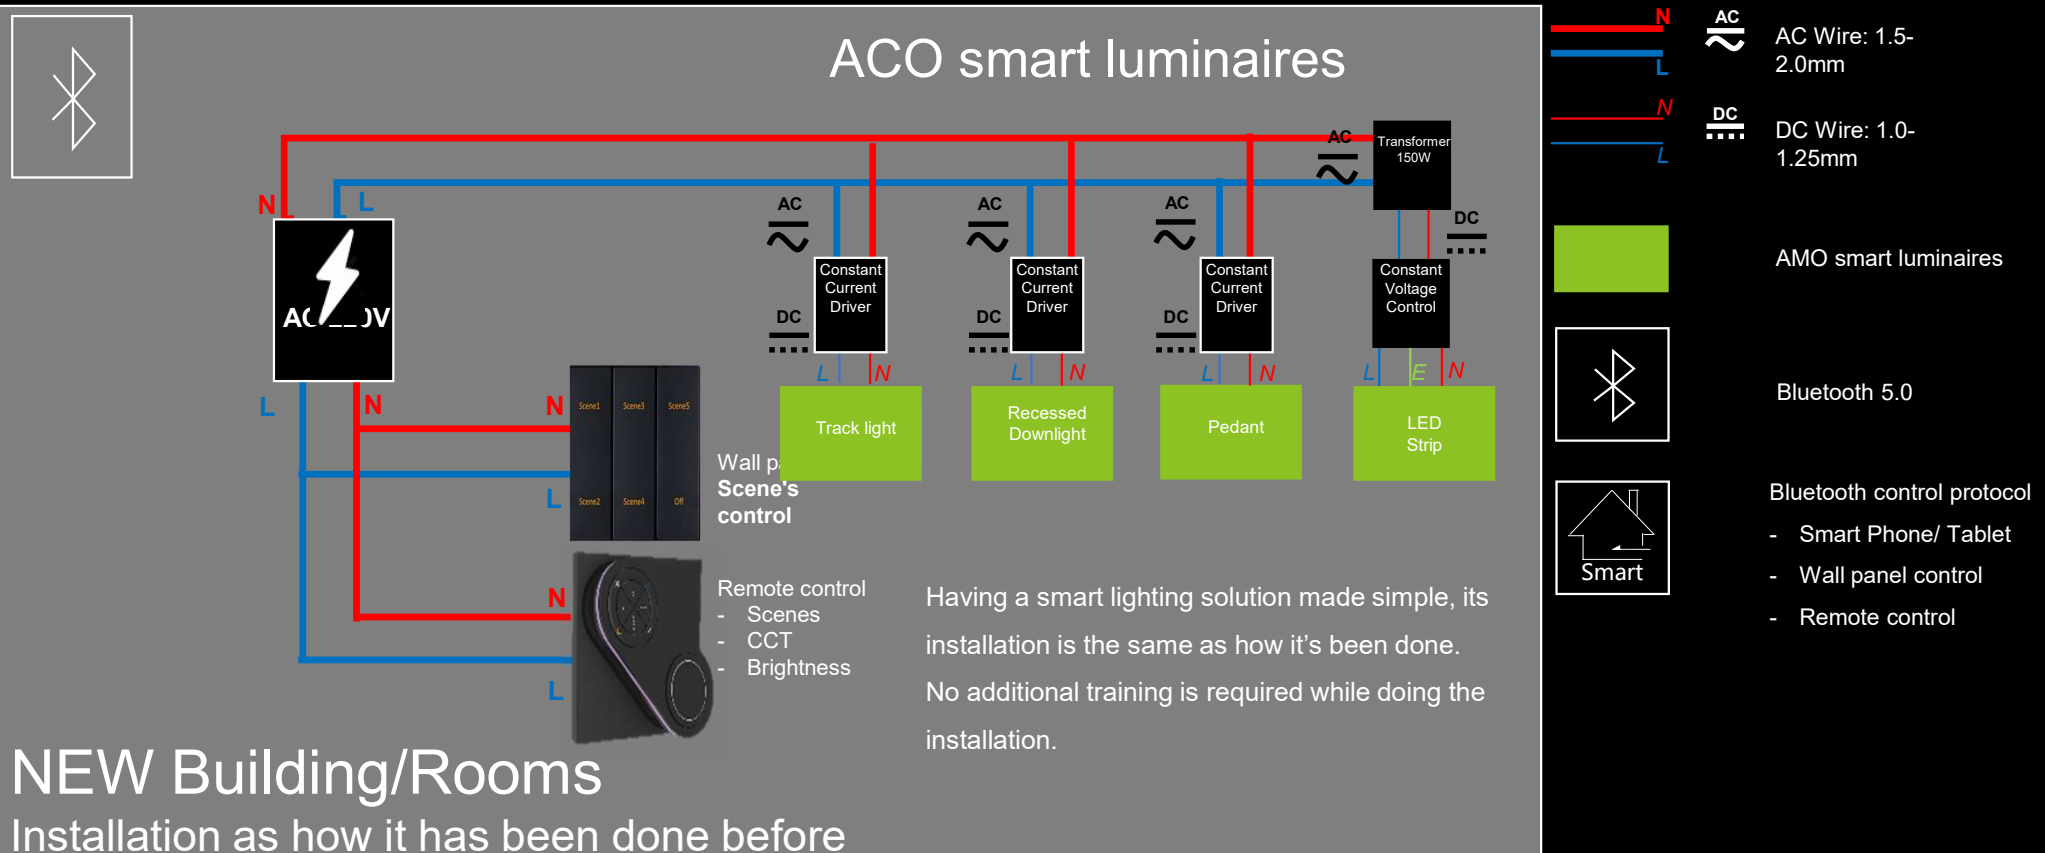 ACO smart luminaires
N
L
AC
Transformer
150W
DC
N
L
AC
AC
AC
Constant
Current
Driver
Constant
Current
Driver
Constant
Current
Driver
Constant
Voltage
Control
DC
DC
DC
L
N
L
N
L
N
L
E
N
Track light
Recessed
Downlight
Pedant
LED
Strip
L
N
N
L
Scene1
Scene3
Scene5
Scene2
Scene4
Off
Wall
Scene's
control
N
L
Remote control
- Scenes
- CCT
- Brightness
Having a smart lighting solution made simple, its
installation is the same as how it’s been done.
No additional training is required while doing the
installation.
NEW Building/Rooms
Installation as how it has been done before
AC
AC Wire: 1.5-
2.0mm
N
L
DC
DC Wire: 1.0-
1.25mm
AMO smart luminaires
Bluetooth 5.0
Smart
Bluetooth control protocol
- Smart Phone/ Tablet
- Wall panel control
- Remote control